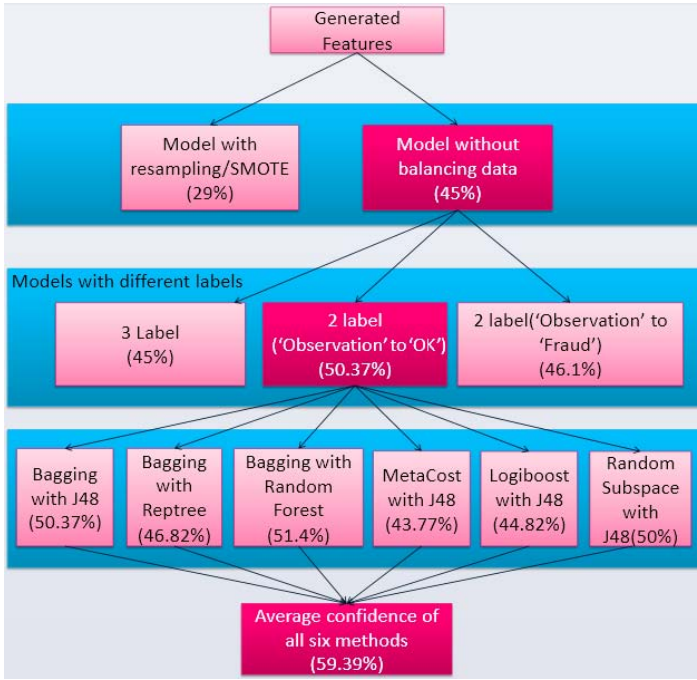 Generated
Features
Model with
resampling/SMOTE
(29%)
Model without
balancing data
(45%)
Models with different labels
3 Label
(45%)
2 label
('Observation' to 'OK')
(50.37%)
2 label('Observation' to
'Fraud')
(46.1%)
Bagging
with J48
(50.37%)
Bagging
with
Reptree
(46.82%)
Bagging with
Random
Forest
(51.4%)
MetaCost
with J48
(43.77%)
Logiboost
with J48
(44.82%)
Random
Subspace
with
J48(50%)
Average confidence of
all six methods
(59.39%)